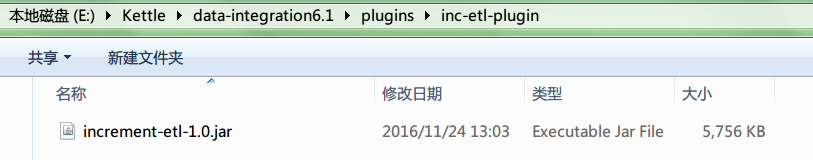 本地磁盘 (E:) ▸ Kettle ▸ data-integration6.1 ▸ plugins ▸ inc-etl-plugin
共享 新建文件夹
名称 修改日期 类型 大小
increment-etl-1.0.jar 2016/11/24 13:03 Executable Jar File 5,756 KB